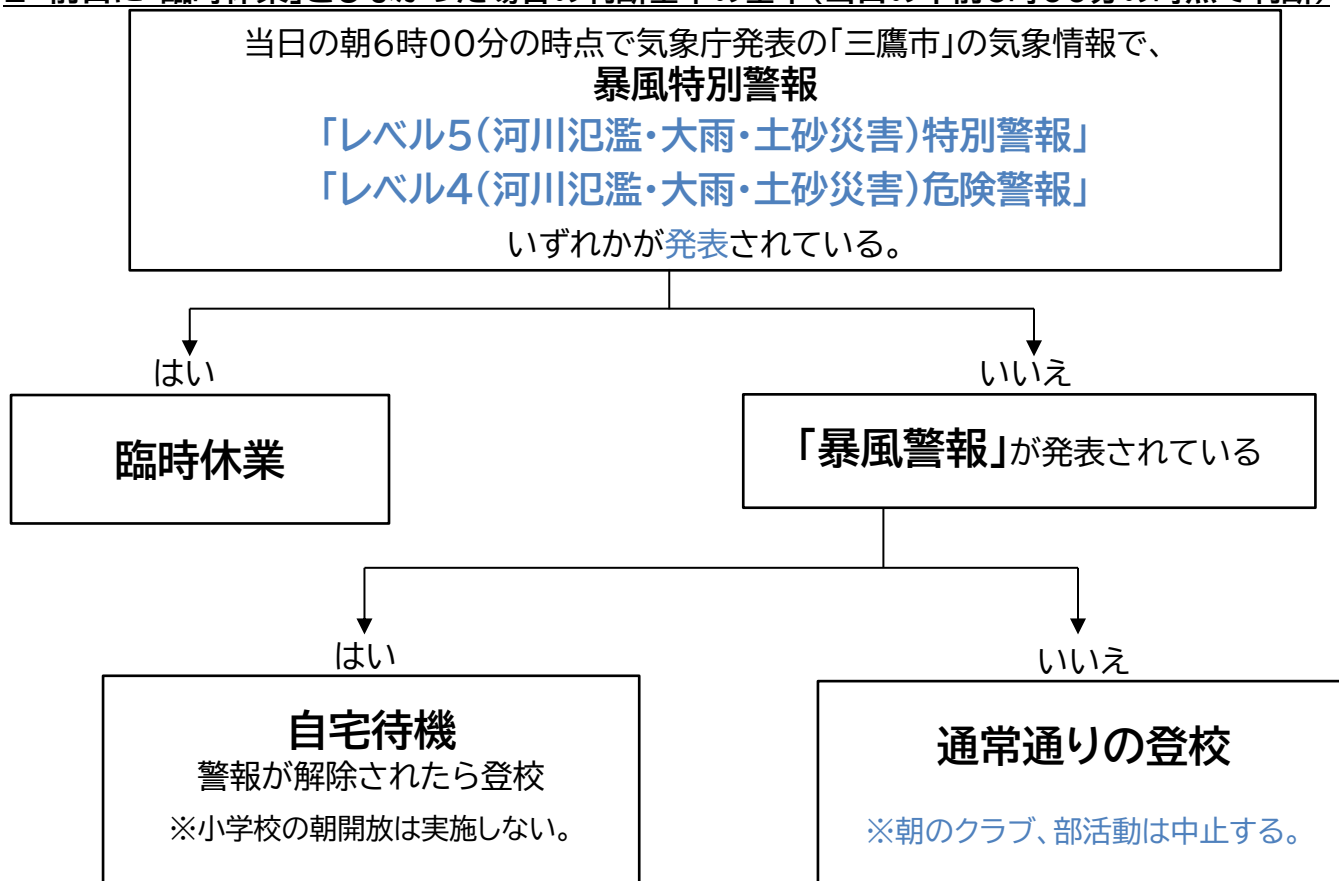 当日の朝6時00分の時点で気象庁発表の「三鷹市」の気象情報で、
暴風特別警報
「レベル5(河川氾濫・大雨・土砂災害)特別警報」
「レベル4(河川氾濫・大雨・土砂災害)危険警報」
いずれかが発表されている。
はい
いいえ
臨時休業
「暴風警報」が発表されている
はい
いいえ
自宅待機
警報が解除されたら登校
※小学校の朝開放は実施しない。
通常通りの登校
※朝のクラブ、部活動は中止する。